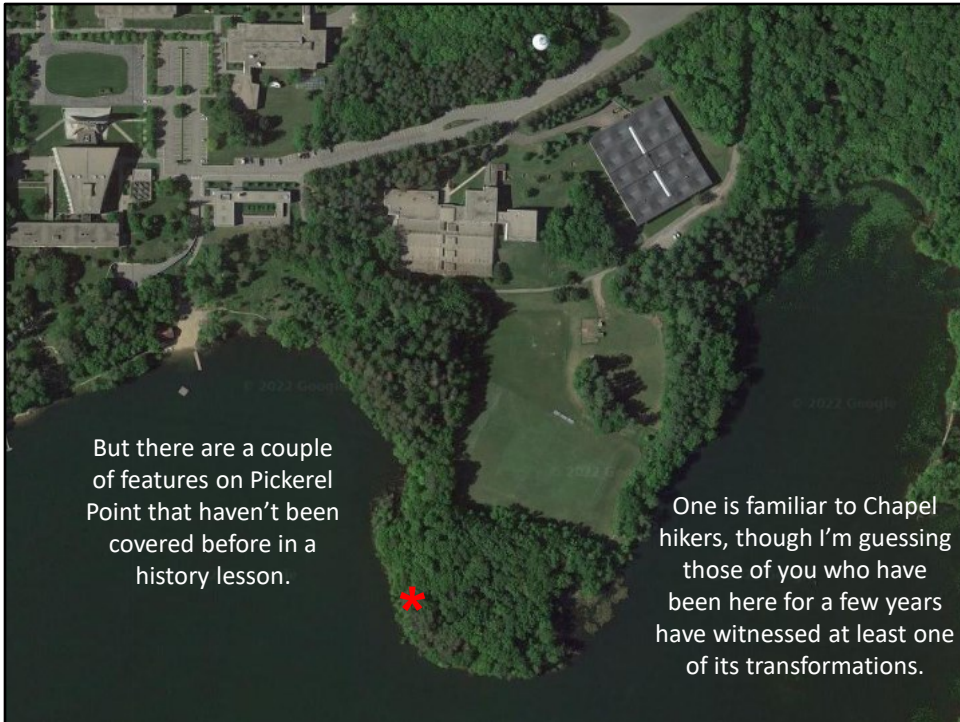 © 2022 Google
© 2022 Google
But there are a couple
of features on Pickerel
Point that haven’t been
covered before in a
history lesson.
*
2022
One is familiar to Chapel
hikers, though I’m guessing
those of you who have
been here for a few years
have witnessed at least one
of its transformations.